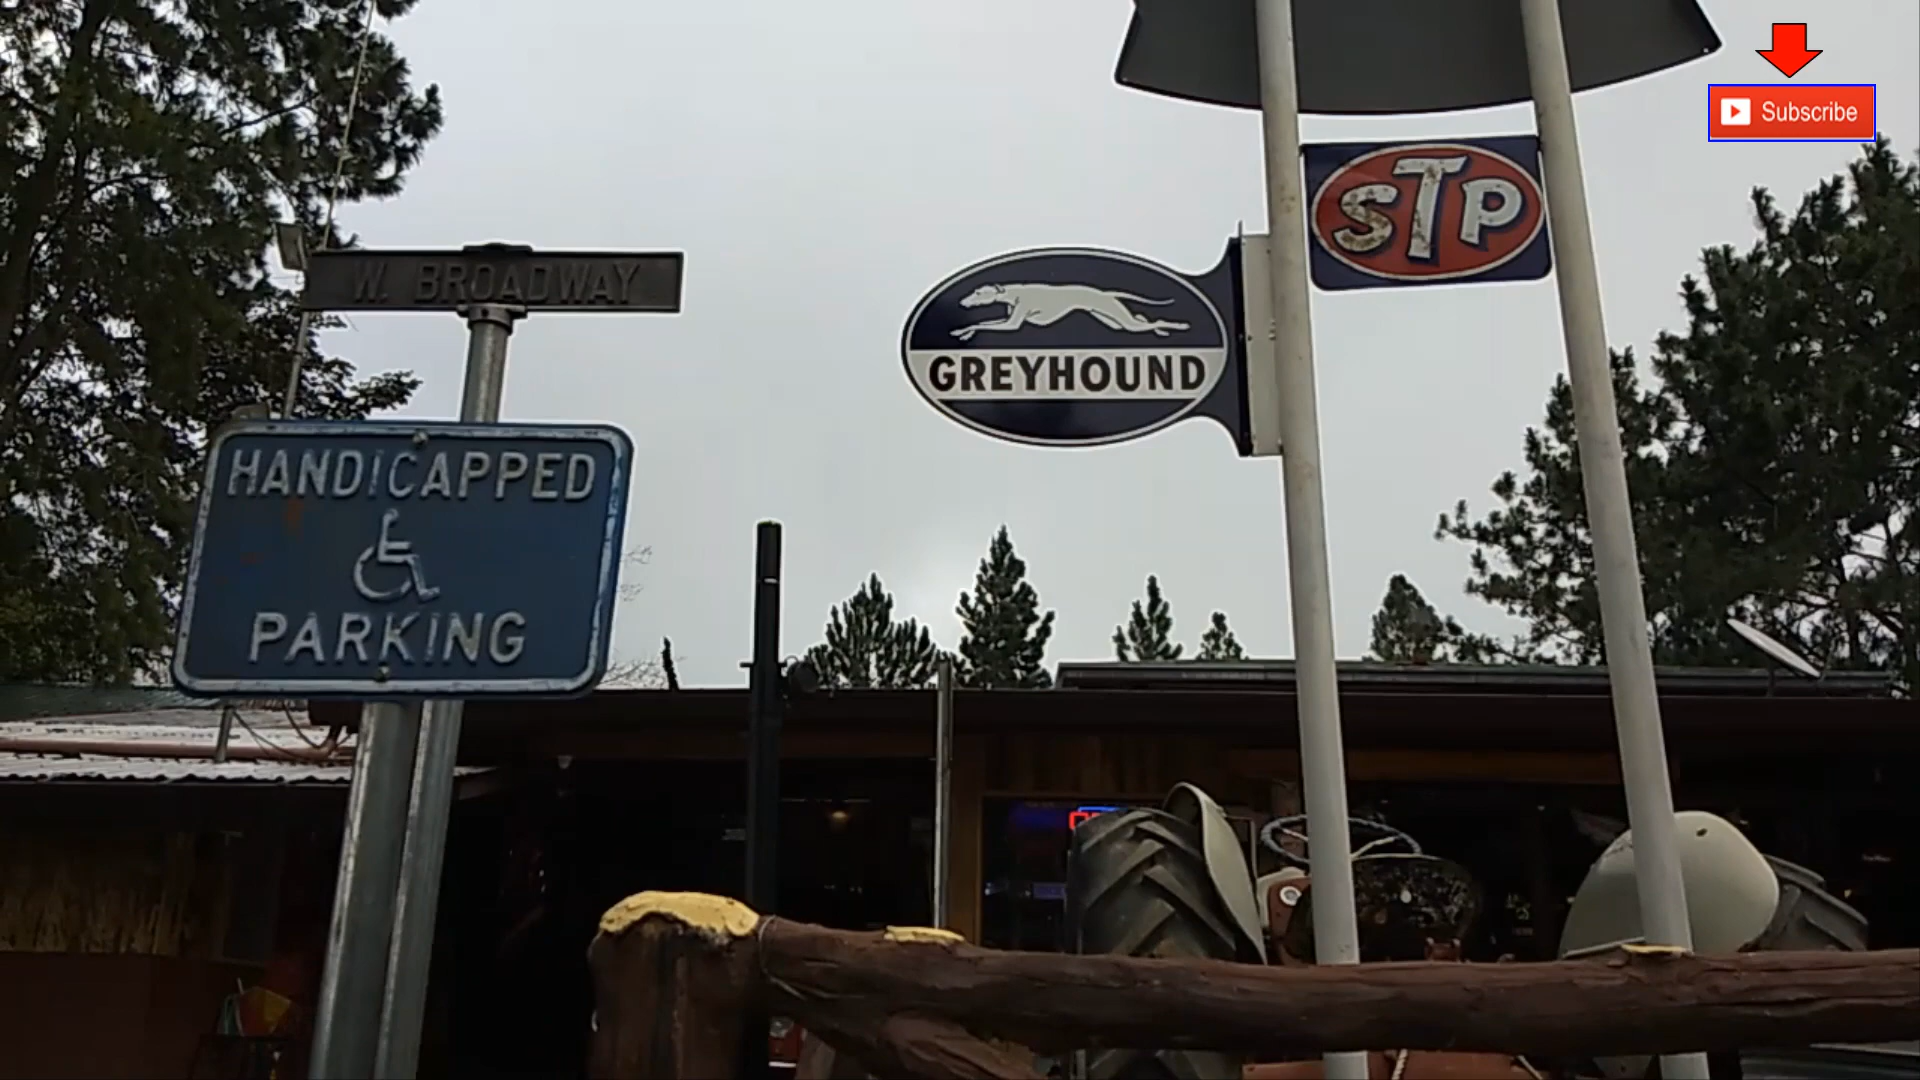 Subscribe
STP
W. BROADWAY
GREYHOUND
HANDICAPPED
PARKING